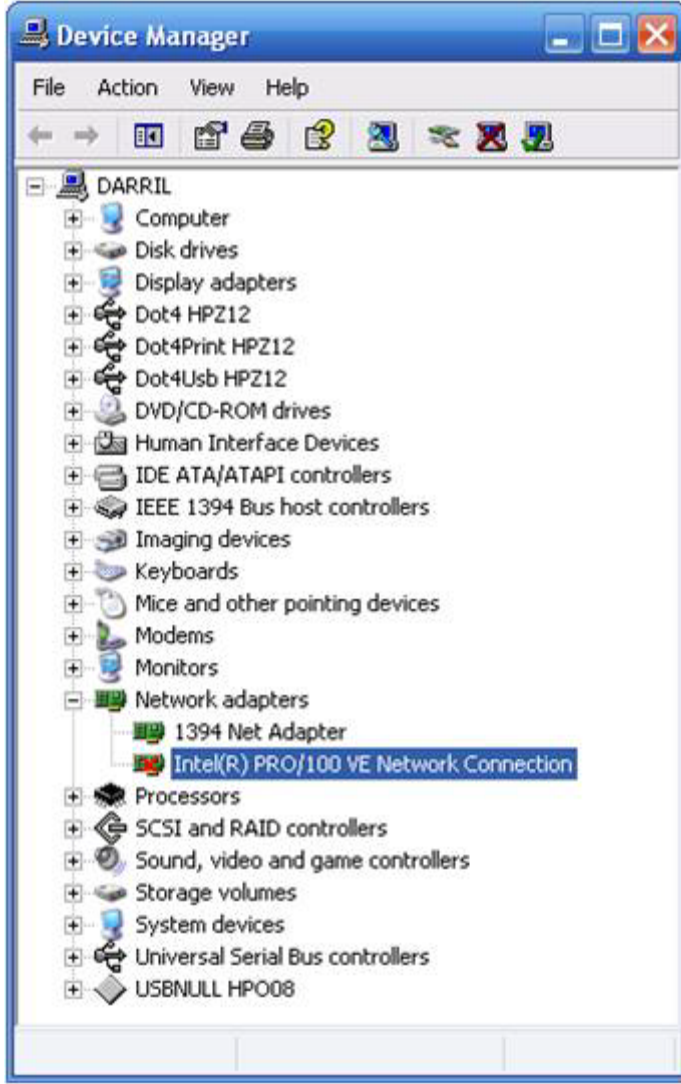 Device Manager
File Action View Help
DARRIL
Computer
Disk drives
Display adapters
Dot4 HPZ12
Dot4Print HPZ12
Dot4Usb HPZ12
DVD/CD-ROM drives
Human Interface Devices
IDE ATA/ATAPI controllers
IEEE 1394 Bus host controllers
Imaging devices
Keyboards
Mice and other pointing devices
Modems
Monitors
Network adapters
1394 Net Adapter
Intel(R) PRO/100 VE Network Connection
Processors
SCSI and RAID controllers
Sound, video and game controllers
Storage volumes
System devices
Universal Serial Bus controllers
USBNULL HPO08